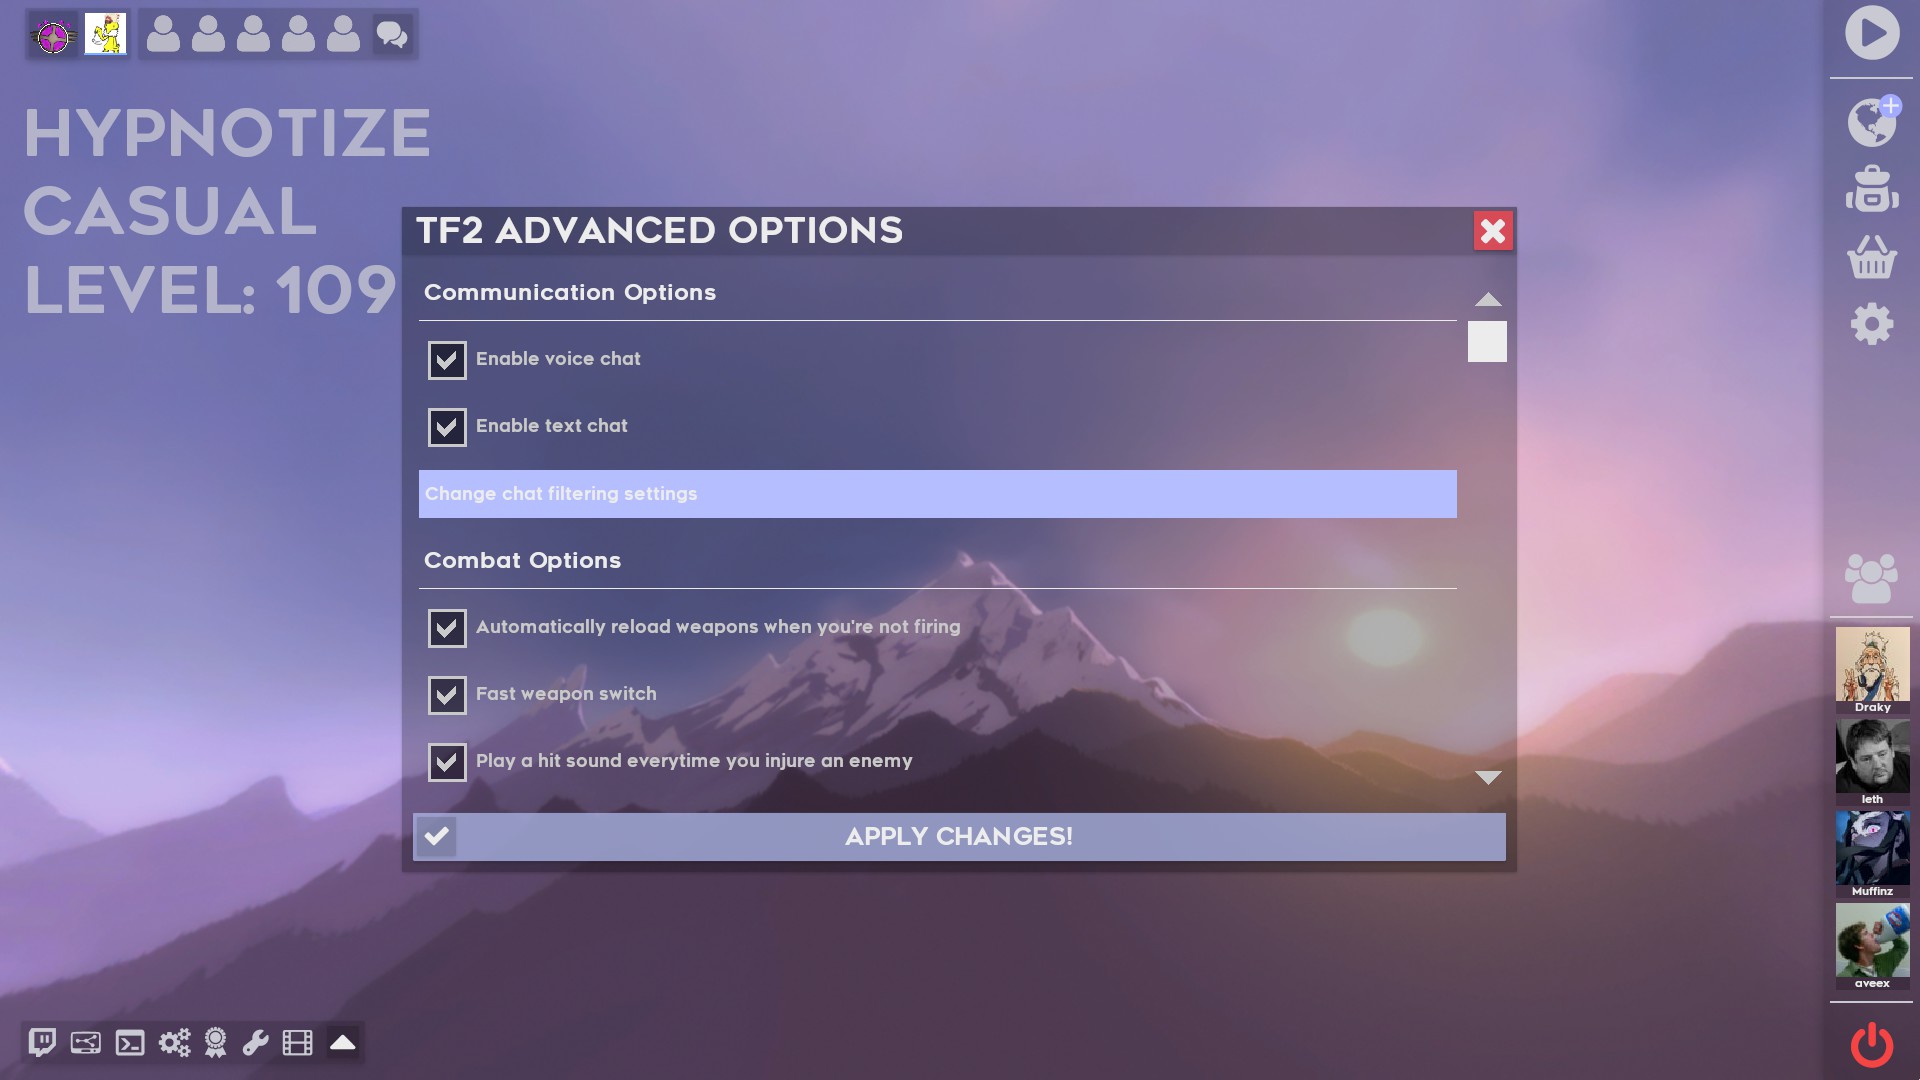 HYPNOTIZE
CASUAL
LEVEL: 109
TF2 ADVANCED OPTIONS
Communication Options
Enable voice chat
Enable text chat
Change chat filtering settings
Combat Options
Automatically reload weapons when you're not firing
Fast weapon switch
Play a hit sound everytime you injure an enemy
APPLY CHANGES!
Draky
leth
Muffinz
aveex